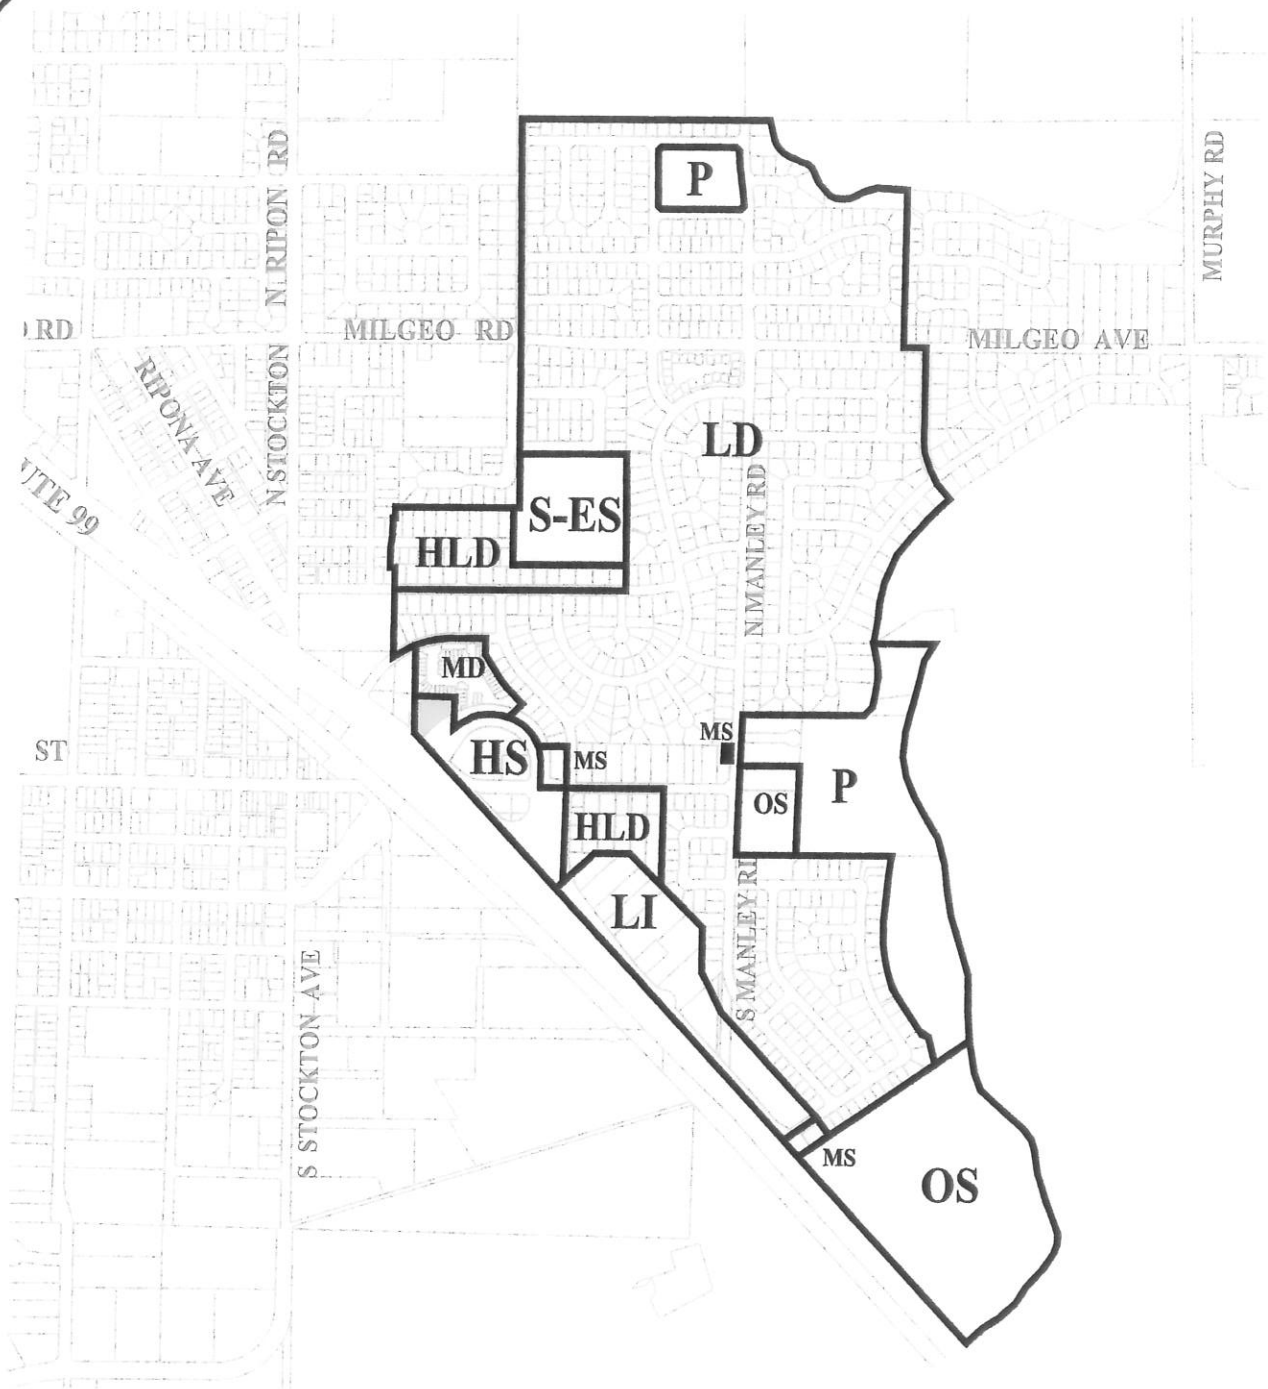 P
N. RIPON RD
MURPHY RD
RD
MILGEO RD
MILGEO AVE
RIPONA AVE
N STOCKTON
LD
UTE 99
S-ES
N. MANLEY RD
HLD
MD
MS
ST
HS
MS
P
OS
HLD
LI
S MANLEY RD
S STOCKTON AVE
MS
OS